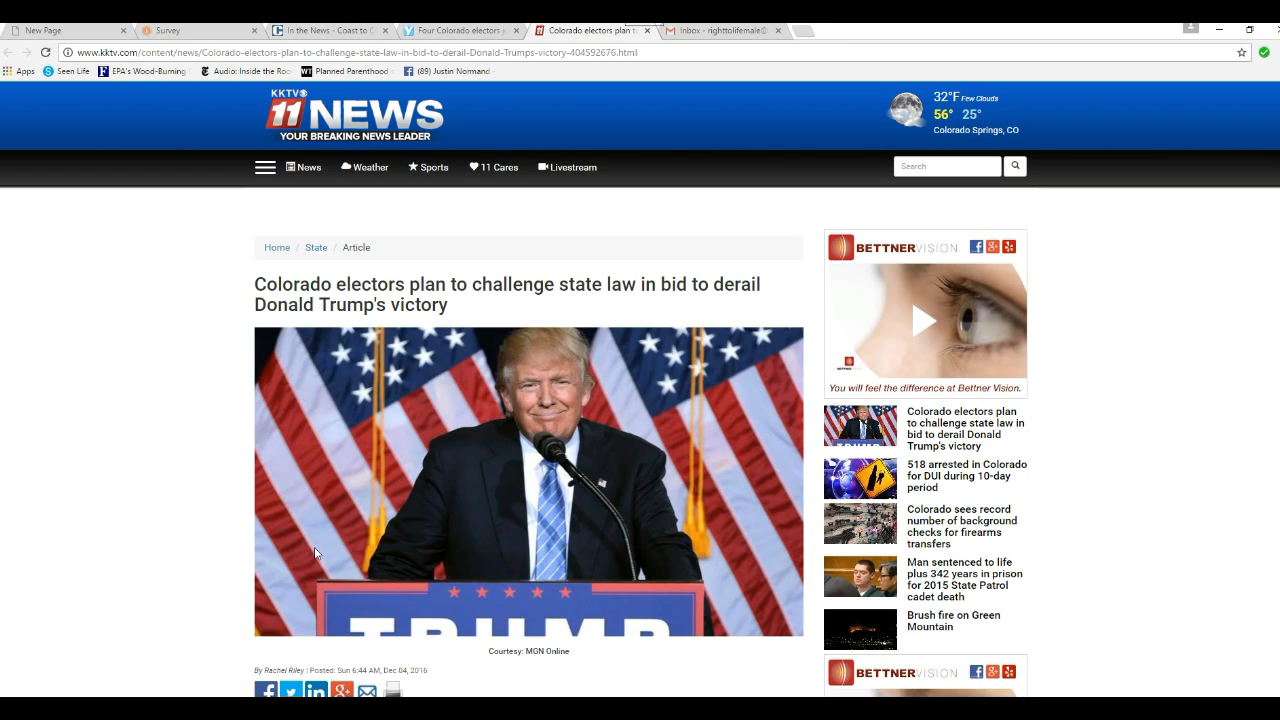 New Page
Survey
In the News - Coast to C
Four Colorado electors
Colorado electors plan t
Inbox - righttolifemale@
www.kktv.com/content/news/Colorado-electors-plan-to-challenge-state-law-in-bid-to-derail-Donald-Trumps-victory-404592676.html
Apps
Seen Life
EPA's Wood-Burning
Audio: Inside the Roo
Planned Parenthood
(89) Justin Normand
KKTV
11 NEWS
YOUR BREAKING NEWS LEADER
32°F Few Clouds
56° 25°
Colorado Springs, CO
News
Weather
Sports
11 Cares
Livestream
Search
Home / State / Article
Colorado electors plan to challenge state law in bid to derail
Donald Trump's victory
TRUMP
Courtesy: MGN Online
By Rachel Riley | Posted: Sun 6:44 AM, Dec 04, 2016
BETTNERVISION
You will feel the difference at Bettner Vision.
Colorado electors plan
to challenge state law in
bid to derail Donald
Trump's victory
518 arrested in Colorado
for DUI during 10-day
period
Colorado sees record
number of background
checks for firearms
transfers
Man sentenced to life
plus 342 years in prison
for 2015 State Patrol
cadet death
Brush fire on Green
Mountain
BETTNERVISION